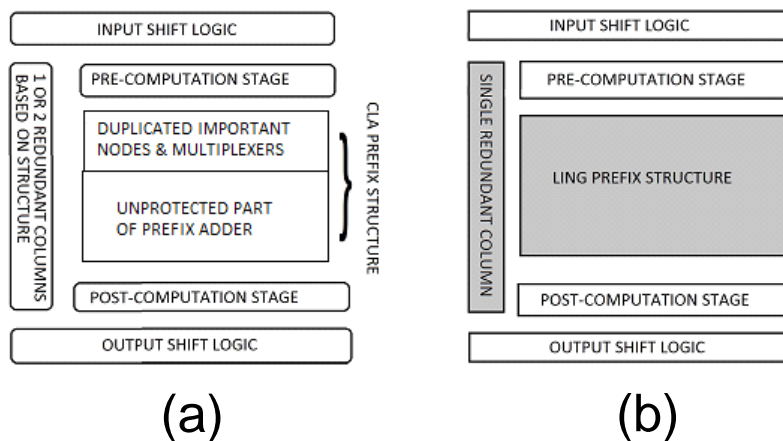 INPUT SHIFT LOGIC
1 OR 2 REDUNDANT COLUMNS
BASED ON STRUCTURE
PRE-COMPUTATION STAGE
DUPLICATED IMPORTANT
NODES & MULTIPLEXERS
UNPROTECTED PART
OF PREFIX ADDER
CLA PREFIX STRUCTURE
POST-COMPUTATION STAGE
OUTPUT SHIFT LOGIC
(a)
INPUT SHIFT LOGIC
SINGLE REDUNDANT COLUMN
PRE-COMPUTATION STAGE
LING PREFIX STRUCTURE
POST-COMPUTATION STAGE
OUTPUT SHIFT LOGIC
(b)